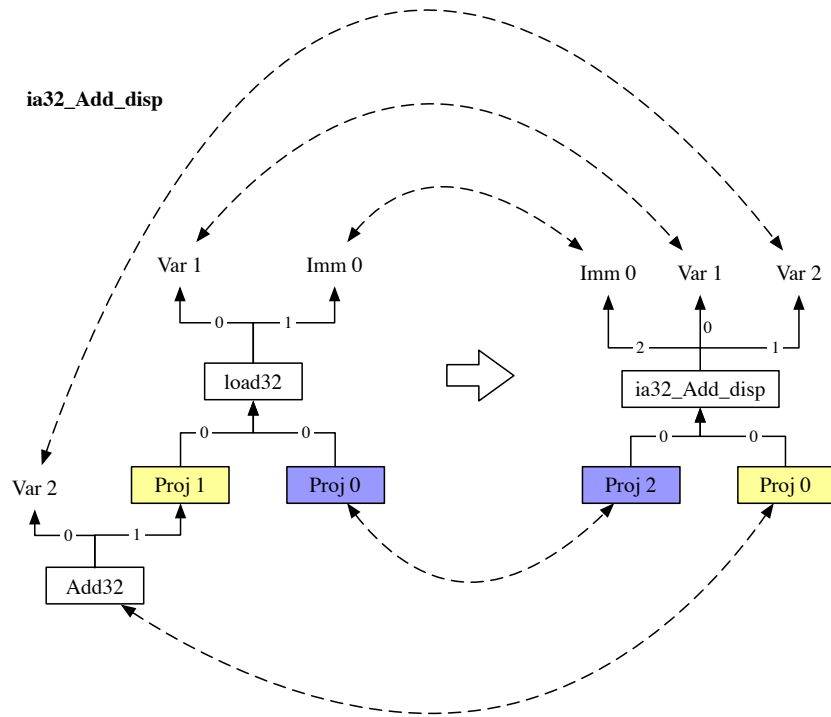 ia32_Add_disp
Var 1 Imm 0 Imm 0 Var 1 Var 2
0 1 2 0 1
load32 ia32_Add_disp
0 0 0 0
Var 2 Proj 1 Proj 0 Proj 2 Proj 0
0 1
Add32